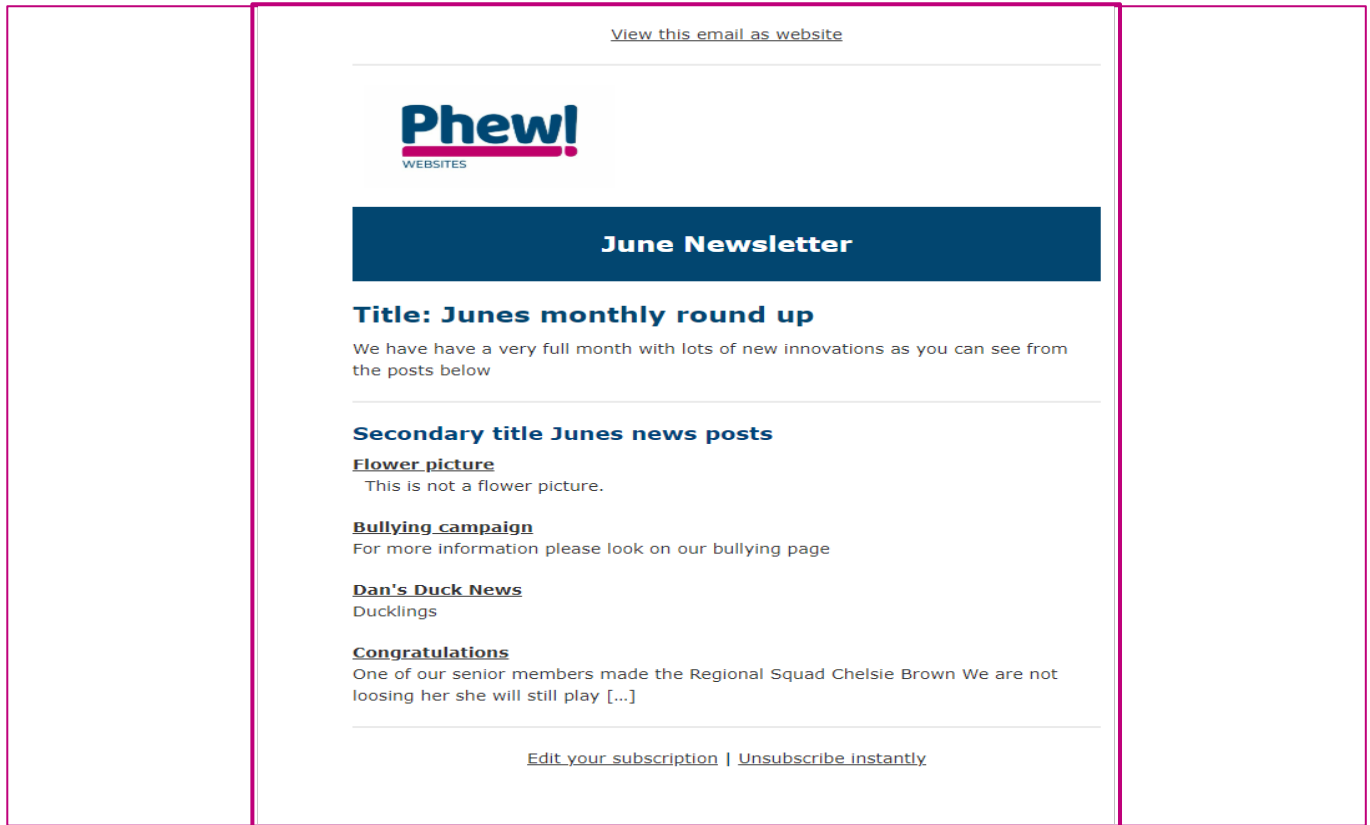 View this email as website
Phew!
WEBSITES
June Newsletter
Title: Junes monthly round up
We have have a very full month with lots of new innovations as you can see from
the posts below
Secondary title Junes news posts
Flower picture
This is not a flower picture.
Bullying campaign
For more information please look on our bullying page
Dan's Duck News
Ducklings
Congratulations
One of our senior members made the Regional Squad Chelsie Brown We are not
loosing her she will still play [...]
Edit your subscription | Unsubscribe instantly